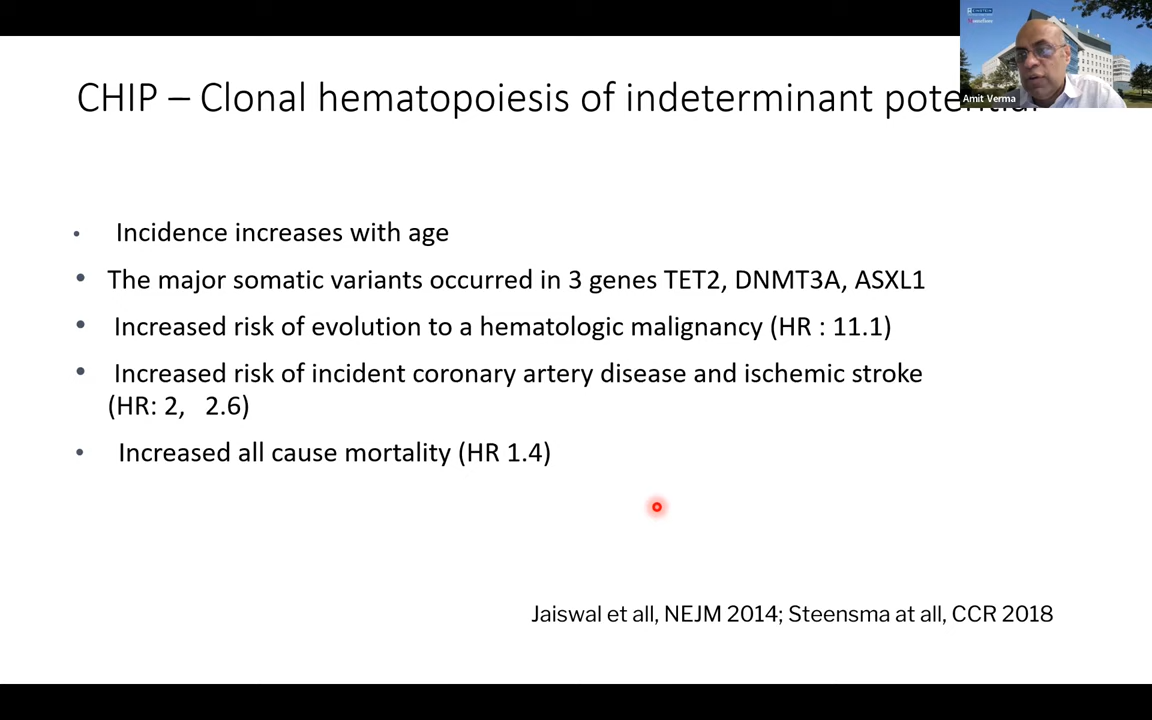 CHIP – Clonal hematopoiesis of indeterminant potential
EINSTEIN
Amit Verma
• Incidence increases with age
• The major somatic variants occurred in 3 genes TET2, DNMT3A, ASXL1
• Increased risk of evolution to a hematologic malignancy (HR : 11.1)
• Increased risk of incident coronary artery disease and ischemic stroke
(HR: 2, 2.6)
• Increased all cause mortality (HR 1.4)
Jaiswal et all, NEJM 2014; Steensma at all, CCR 2018